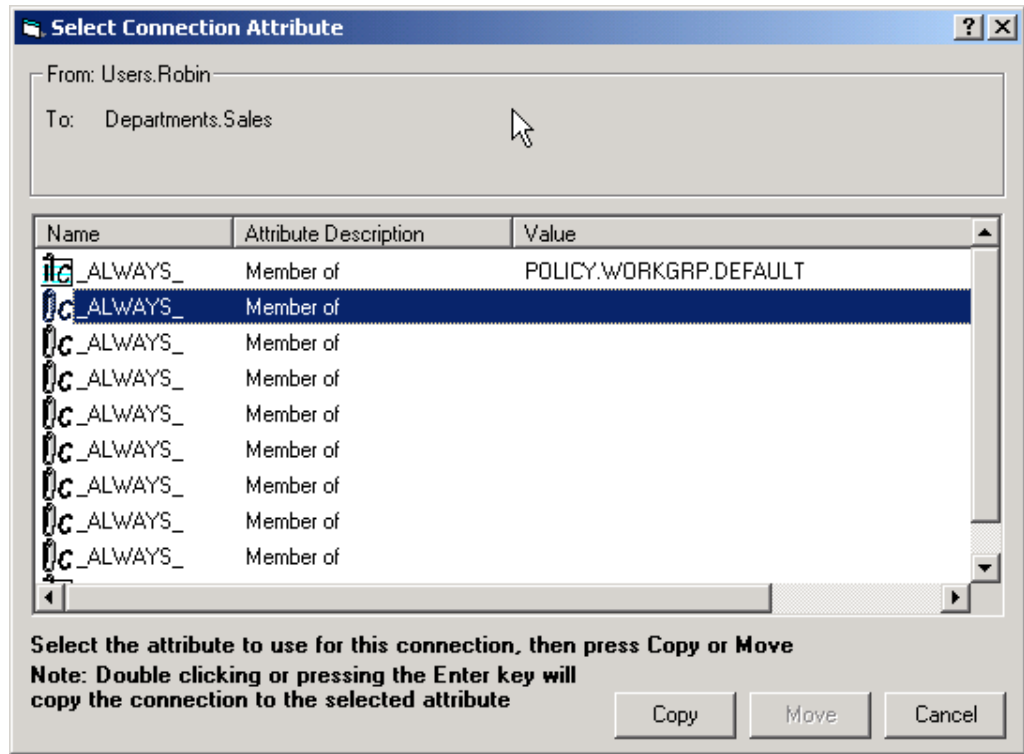 Select Connection Attribute
From: Users.Robin
To: Departments.Sales
Name Attribute Description Value
_ALWAYS_ Member of POLICY.WORKGRP.DEFAULT
_ALWAYS_ Member of
_ALWAYS_ Member of
_ALWAYS_ Member of
_ALWAYS_ Member of
_ALWAYS_ Member of
_ALWAYS_ Member of
_ALWAYS_ Member of
_ALWAYS_ Member of
Select the attribute to use for this connection, then press Copy or Move
Note: Double clicking or pressing the Enter key will
copy the connection to the selected attribute
Copy Move Cancel